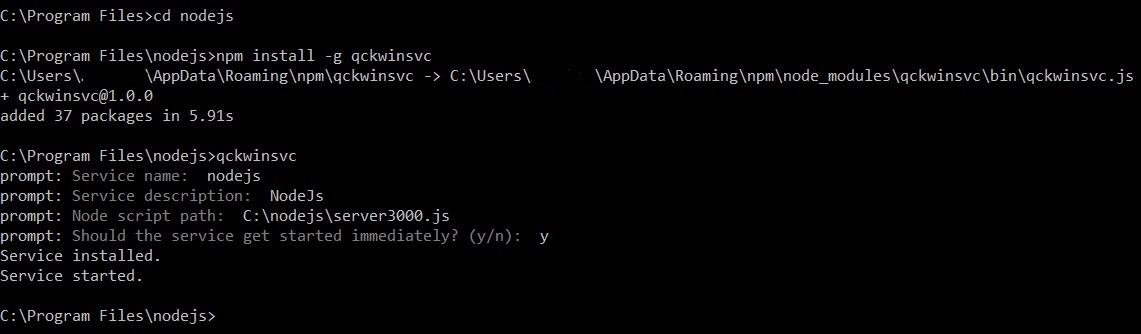 C:\Program Files>cd nodejs
C:\Program Files\nodejs>npm install -g qckwinsvc
C:\Users\. \AppData\Roaming\npm\qckwinsvc -> C:\Users\ \AppData\Roaming\npm\node_modules\qckwinsvc\bin\qckwinsvc.js
+ qckwinsvc@1.0.0
added 37 packages in 5.91s
C:\Program Files\nodejs>qckwinsvc
prompt: Service name:  nodejs
prompt: Service description:  NodeJs
prompt: Node script path:  C:\nodejs\server3000.js
prompt: Should the service get started immediately? (y/n):  y
Service installed.
Service started.
C:\Program Files\nodejs>